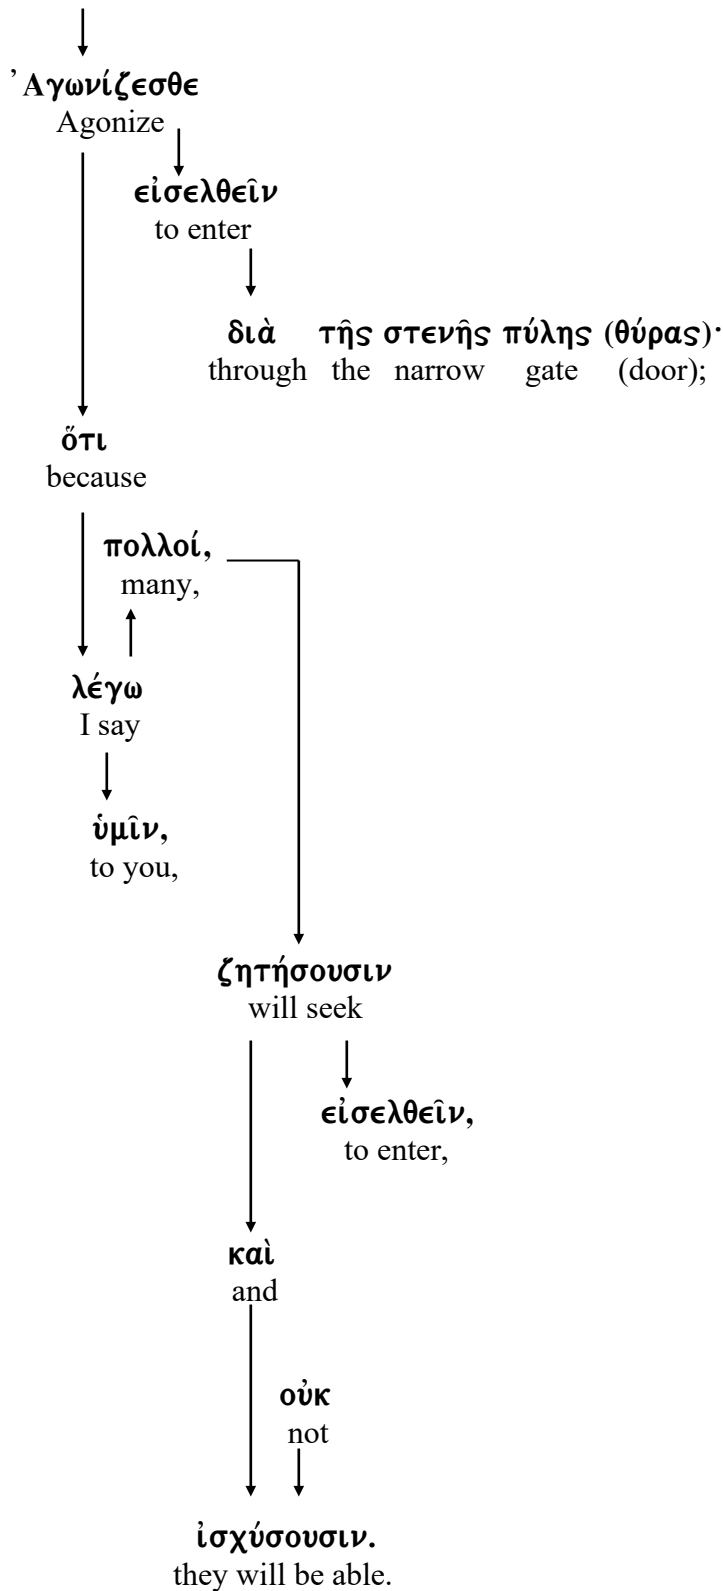 Ἀγωνίζεσθε
Agonize
εἰσελθεῖν
to enter
διὰ τῆς στενῆς πύλης (θύρας)·
through the narrow gate (door);
ὅτι
because
πολλοί,
many,
λέγω
I say
ὑμῖν,
to you,
ζητήσουσιν
will seek
εἰσελθεῖν,
to enter,
καὶ
and
οὐκ
not
ἰσχύσουσιν.
they will be able.